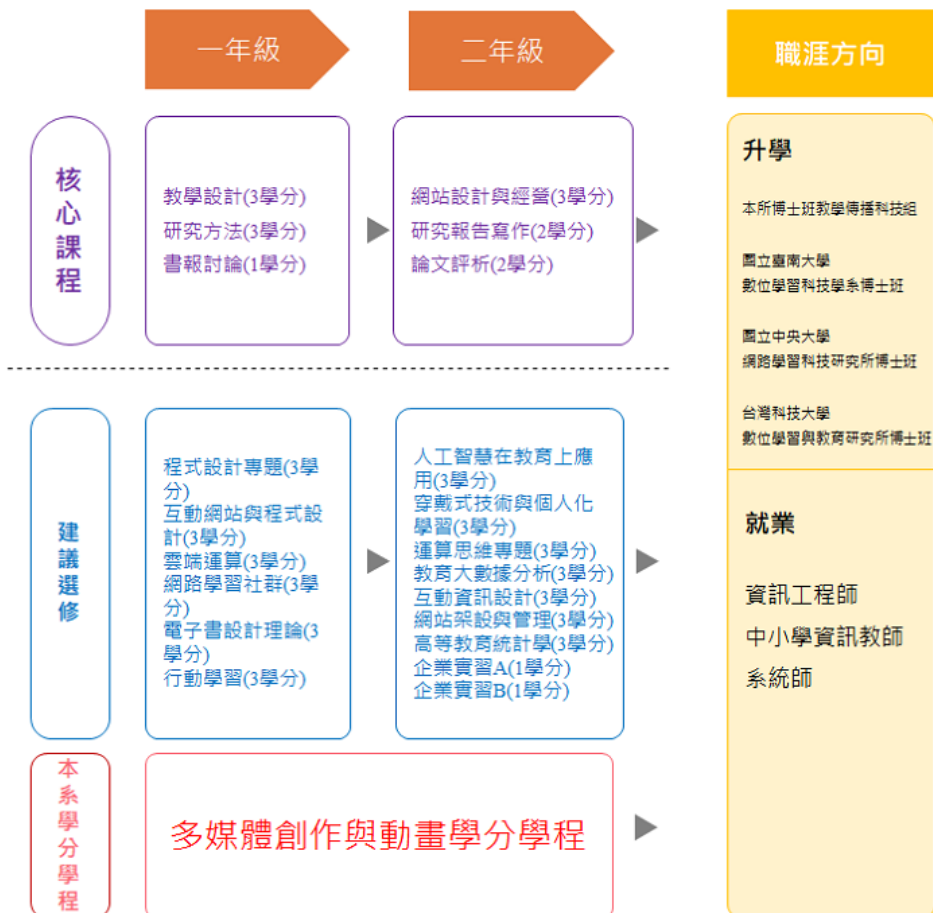 一年級
二年級
職涯方向
核心課程
教學設計(3學分)
研究方法(3學分)
書報討論(1學分)
網站設計與經營(3學分)
研究報告寫作(2學分)
論文評析(2學分)
建議選修
程式設計專題(3學
分)
互動網站與程式設
計(3學分)
雲端運算(3學分)
網路學習社群(3學
分)
電子書設計理論(3
學分)
行動學習(3學分)
人工智慧在教育上應
用(3學分)
穿戴式技術與個人化
學習(3學分)
運算思維專題(3學分)
教育大數據分析(3學分)
互動資訊設計(3學分)
網站架設與管理(3學分)
高等教育統計學(3學分)
企業實習A(1學分)
企業實習B(1學分)
本系學分學程
多媒體創作與動畫學分學程
升學
本所博士班教學傳播科技組
國立臺南大學
數位學習科技學系博士班
國立中央大學
網路學習科技研究所博士班
台灣科技大學
數位學習與教育研究所博士班
就業
資訊工程師
中小學資訊教師
系統師